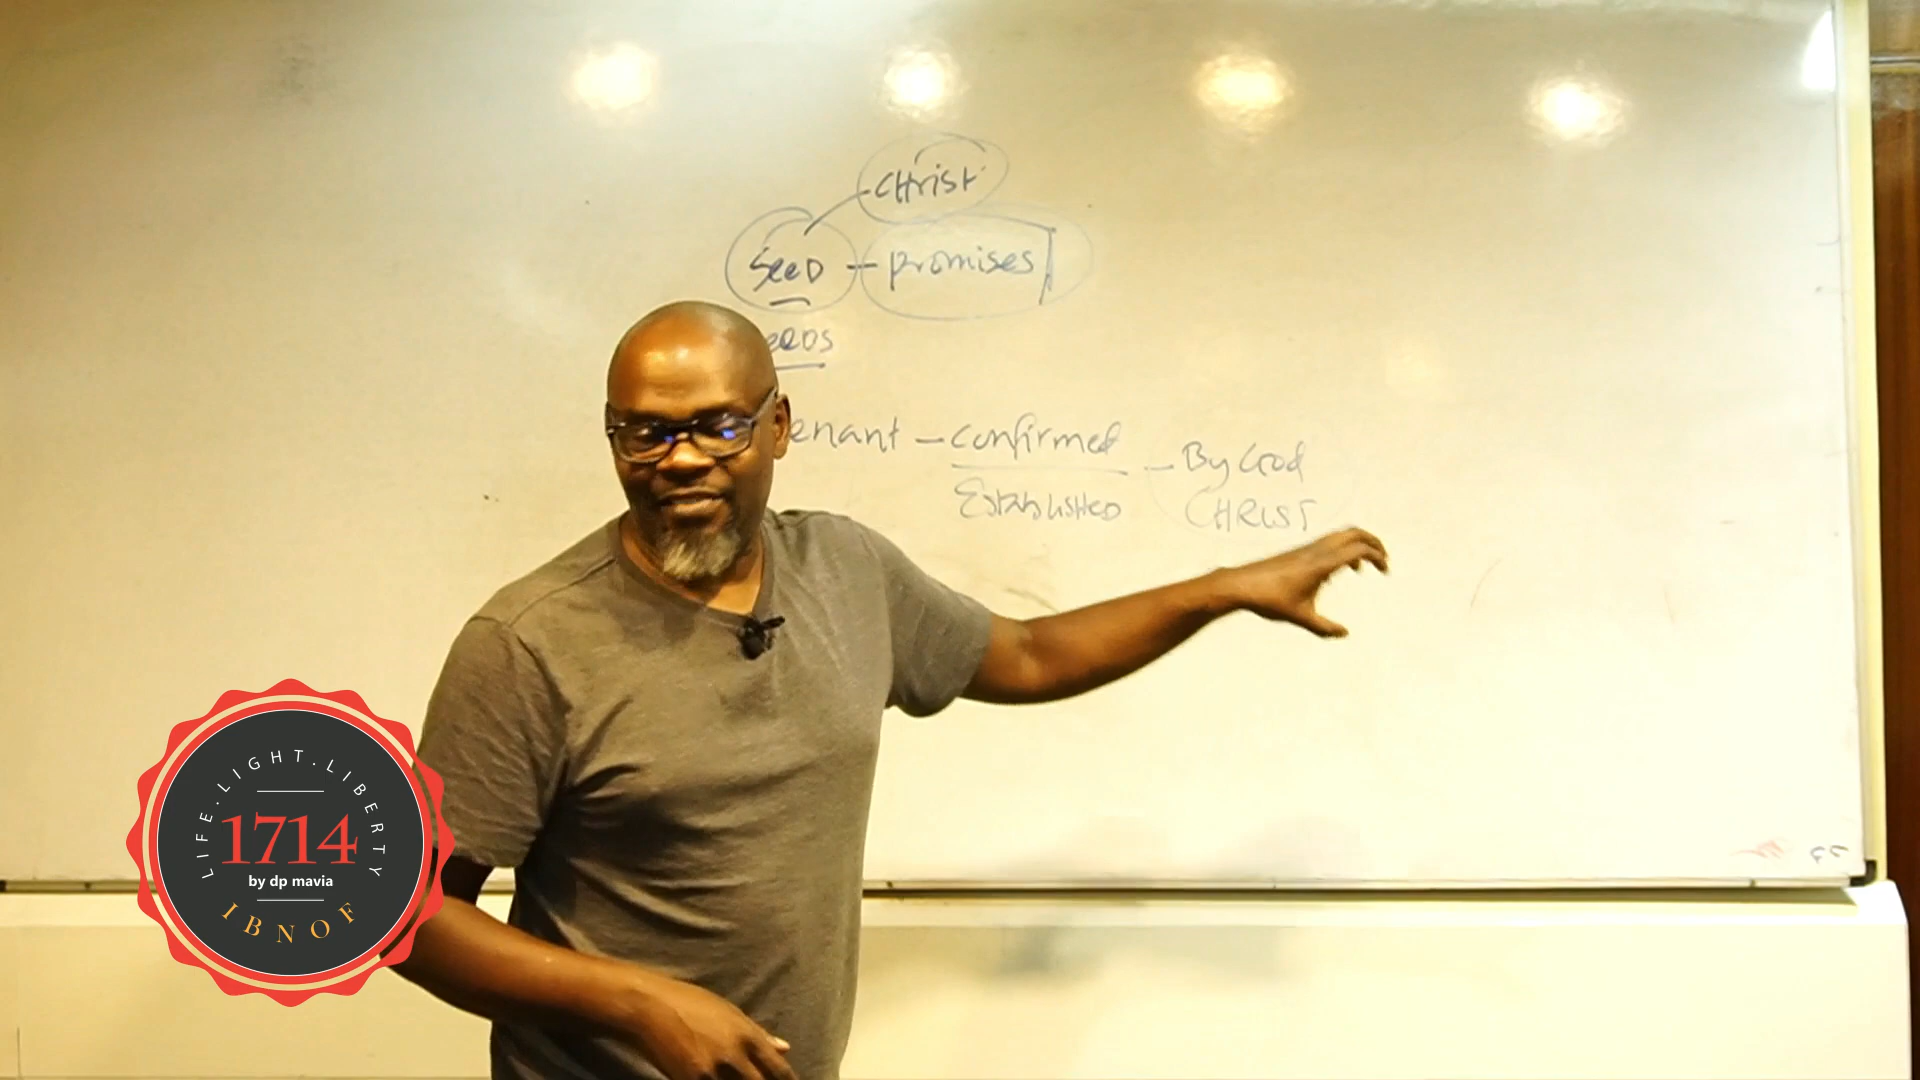 CHrist
SeeD — promises
eeDS
enant — confirmed — By God
EstablisHeD CHRIST
LIFE.LIGHT.LIBERTY
1714
by dp mavia
IBNOF